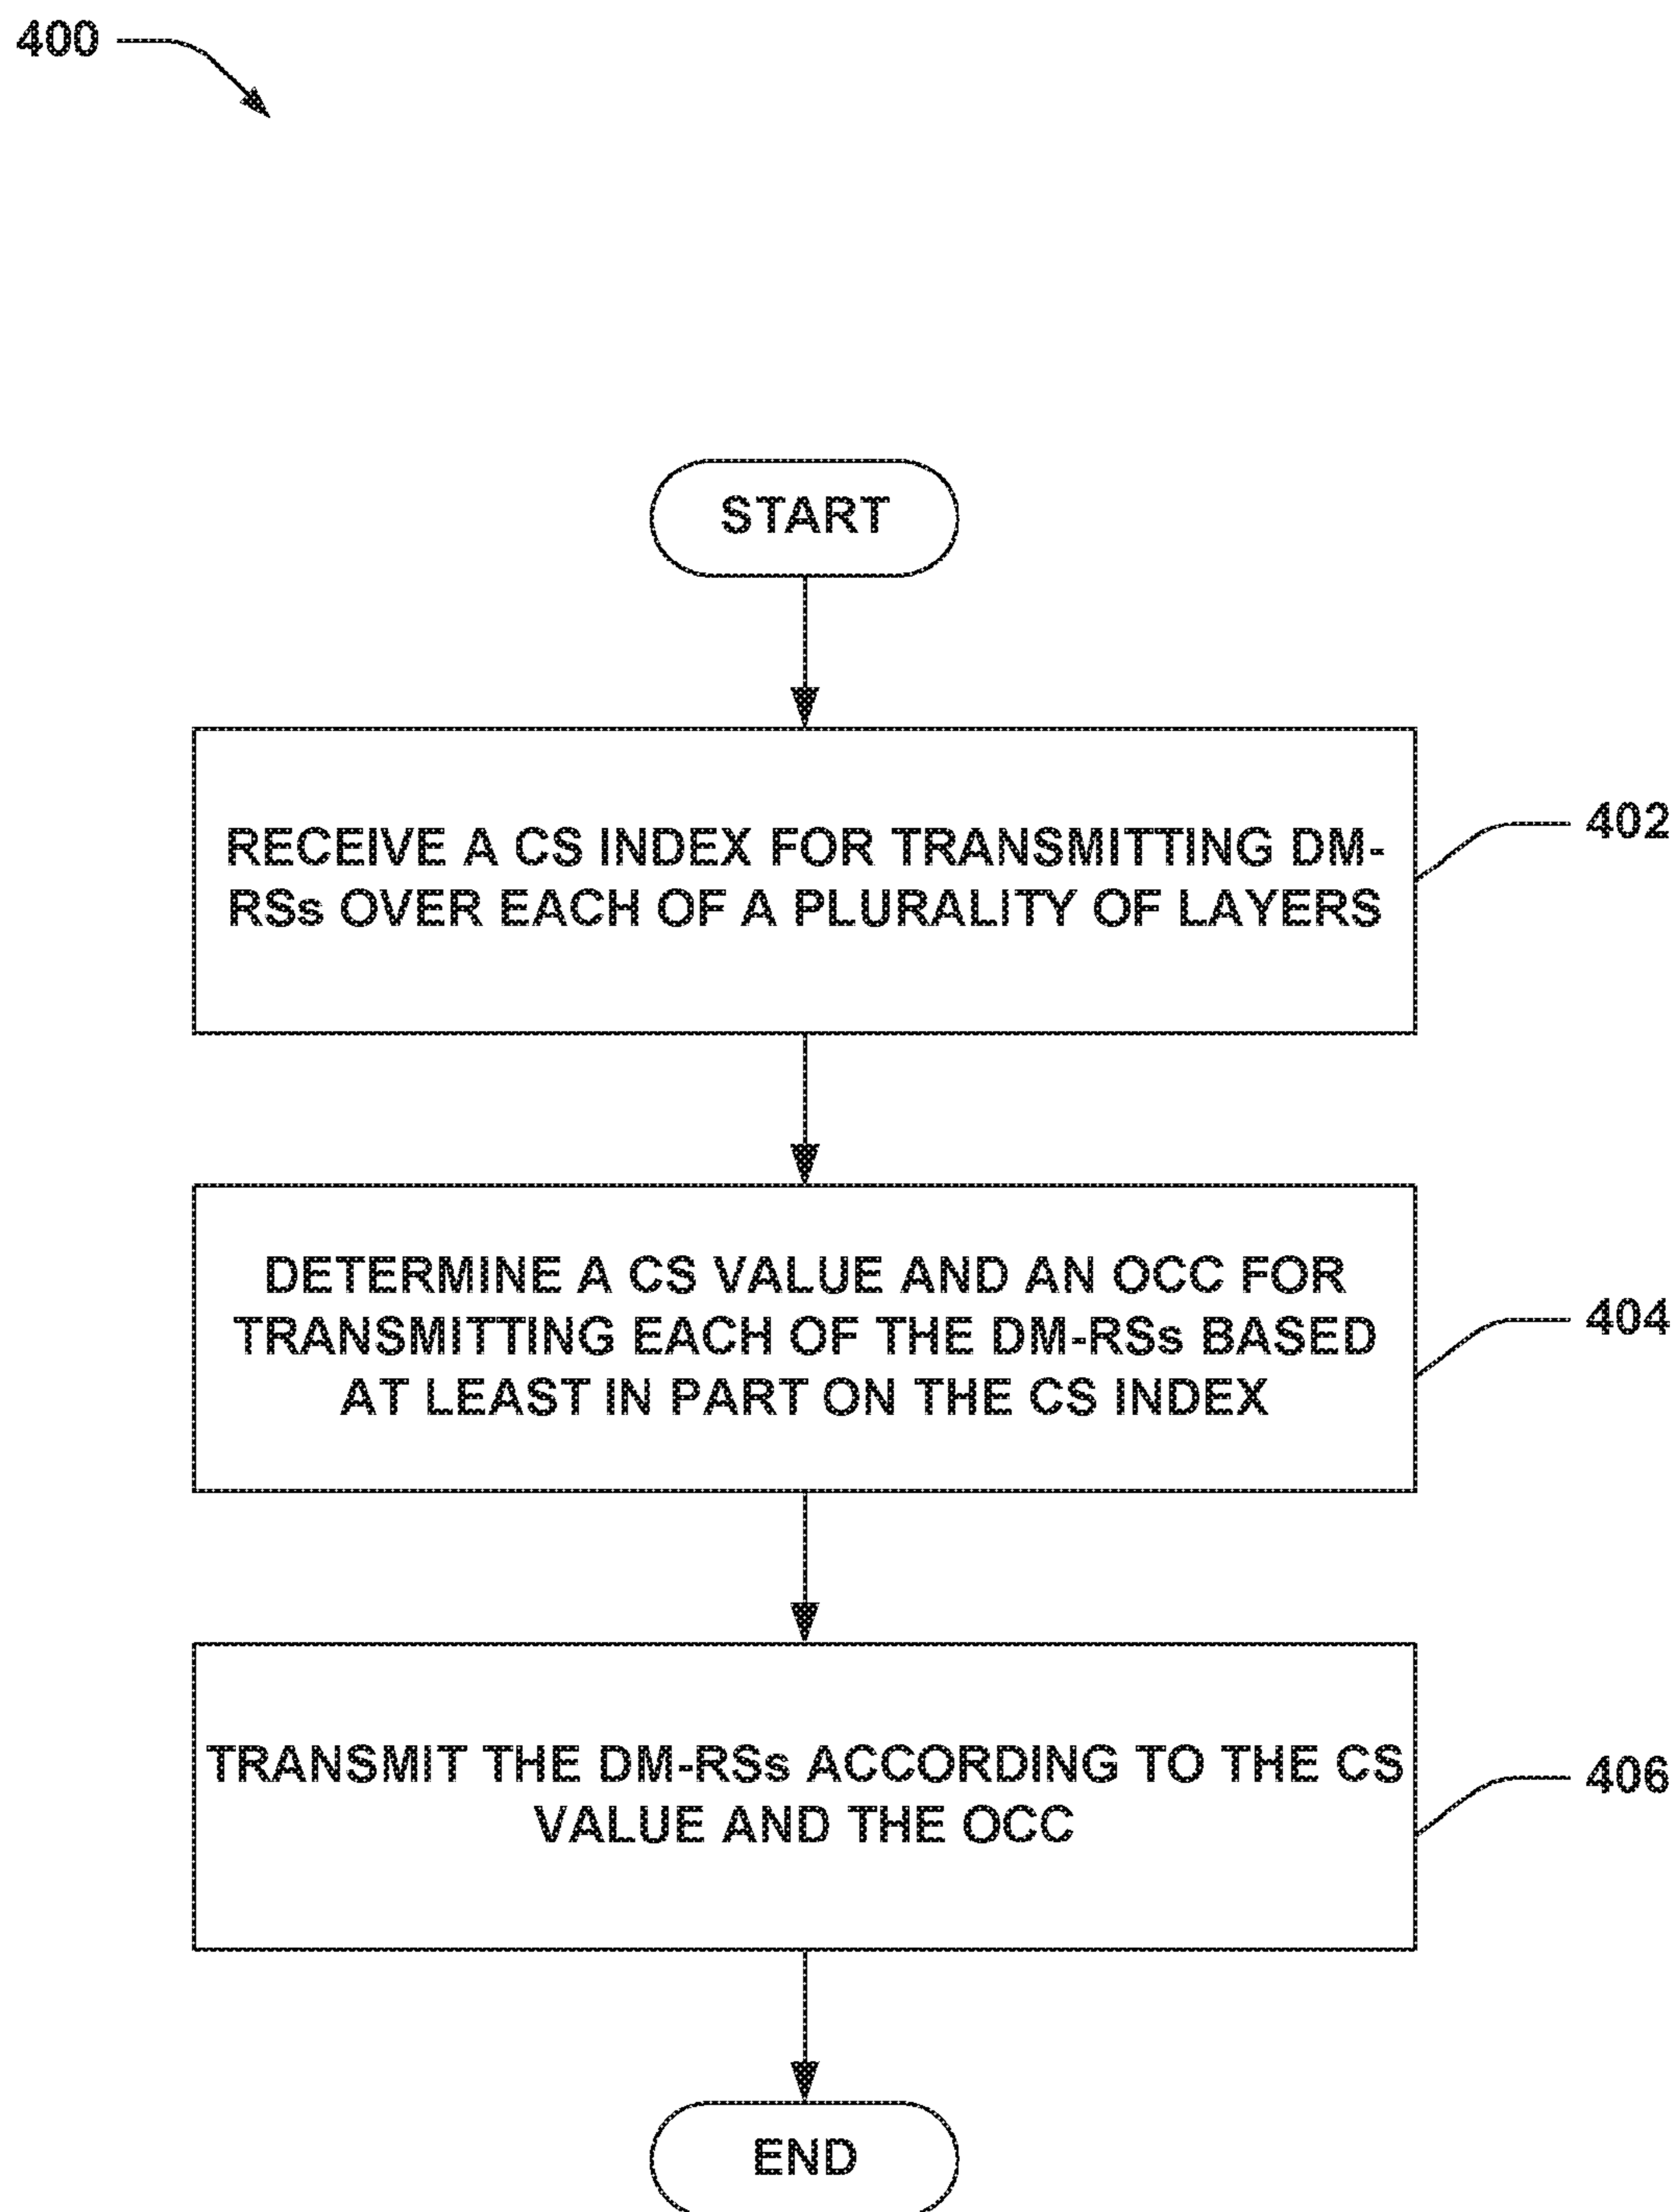 400
START
RECEIVE A CS INDEX FOR TRANSMITTING DM-
RSs OVER EACH OF A PLURALITY OF LAYERS
402
DETERMINE A CS VALUE AND AN OCC FOR
TRANSMITTING EACH OF THE DM-RSs BASED
AT LEAST IN PART ON THE CS INDEX
404
TRANSMIT THE DM-RSs ACCORDING TO THE CS
VALUE AND THE OCC
406
END